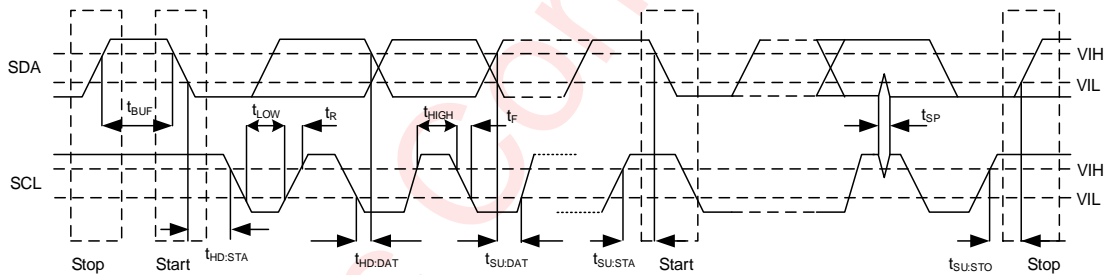 SDA
VIH
VIL
tBUF
tLOW
tR
tHIGH
tF
tSP
SCL
VIH
VIL
tHD:STA
tHD:DAT
tSU:DAT
tSU:STA
tSU:STO
Stop
Start
Start
Stop